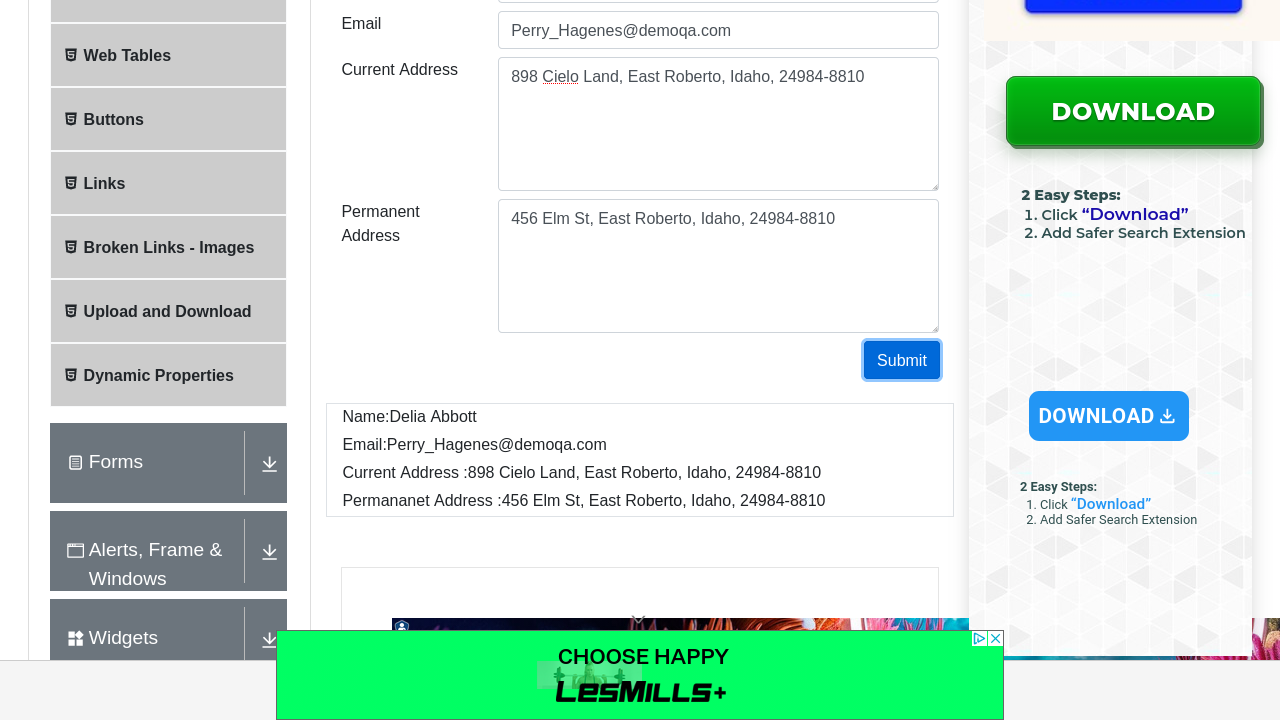 Email
Perry_Hagenes@demoqa.com
Current Address
898 Cielo Land, East Roberto, Idaho, 24984-8810
Permanent
Address
456 Elm St, East Roberto, Idaho, 24984-8810
Submit
Name:Delia Abbott
Email:Perry_Hagenes@demoqa.com
Current Address :898 Cielo Land, East Roberto, Idaho, 24984-8810
Permananet Address :456 Elm St, East Roberto, Idaho, 24984-8810
Web Tables
Buttons
Links
Broken Links - Images
Upload and Download
Dynamic Properties
Forms
Alerts, Frame &
Windows
Widgets
DOWNLOAD
2 Easy Steps:
1. Click “Download”
2. Add Safer Search Extension
DOWNLOAD
2 Easy Steps:
1. Click “Download”
2. Add Safer Search Extension
CHOOSE HAPPY
LESMILLS+